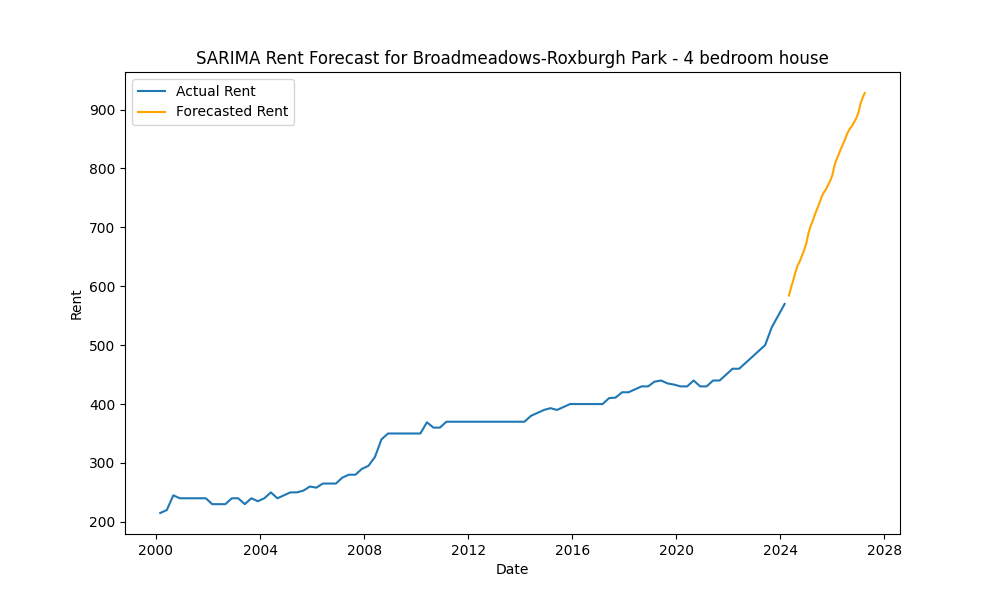 SARIMA Rent Forecast for Broadmeadows-Roxburgh Park - 4 bedroom house
Actual Rent
Forecasted Rent
900
800
700
600
500
400
300
200
Rent
2000 2004 2008 2012 2016 2020 2024 2028
Date